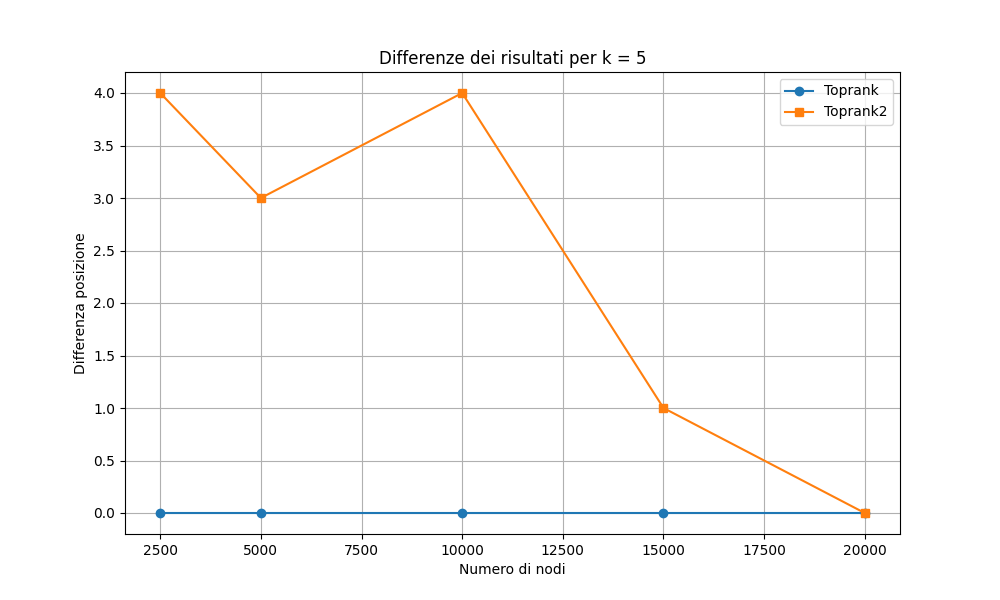 Differenze dei risultati per k = 5
Toprank
Toprank2
4.0
3.5
3.0
2.5
2.0
1.5
1.0
0.5
0.0
Differenza posizione
2500 5000 7500 10000 12500 15000 17500 20000
Numero di nodi